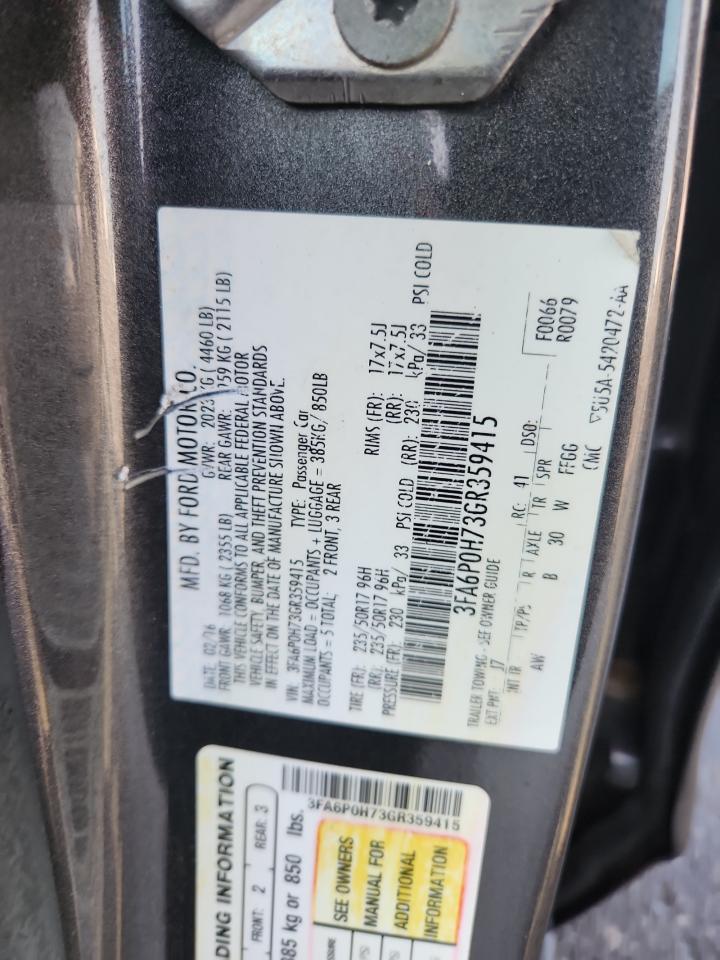 MFD. BY FORD MOTOR CO.
DATE: 02/16 GVWR: 2023 KG ( 4460 LB)
FRONT GAWR: 1068 KG ( 2355 LB) REAR GAWR: 959 KG ( 2115 LB)
THIS VEHICLE CONFORMS TO ALL APPLICABLE FEDERAL MOTOR
VEHICLE SAFETY, BUMPER, AND THEFT PREVENTION STANDARDS
IN EFFECT ON THE DATE OF MANUFACTURE SHOWN ABOVE.
VIN: 3FA6P0H73GR359415 TYPE: Passenger Car
MAXIMUM LOAD = OCCUPANTS + LUGGAGE = 385KG/ 850LB
OCCUPANTS = 5 TOTAL; 2 FRONT, 3 REAR
TIRE (FR): 235/50R17 96H RIMS (FR): 17x7.5J
(RR): 235/50R17 96H (RR): 17x7.5J
PRESSURE (FR): 230 kPa/ 33 PSI COLD (RR): 230 kPa/ 33 PSI COLD
3FA6P0H73GR359415
TRAILER TOWING - SEE OWNER GUIDE
EXT PNT: J7 RC: 41 DSO: F0066
INT TR TP/PS R AXLE TR SPR R0079
AW B 30 W FFGG
CMC 5U5A-5420472-AA
DING INFORMATION
FRONT: 2 REAR: 3
385 kg or 850 lbs.
3FA6P0H73GR359415
SEE OWNERS
MANUAL FOR
ADDITIONAL
INFORMATION